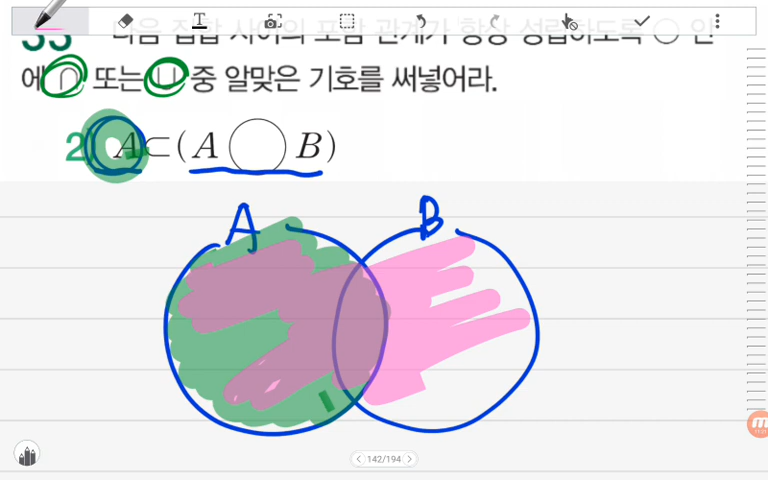 33 다음 집합 사이의 포함 관계가 항상 성립하도록 ○ 안
에 ∩ 또는 ∪ 중 알맞은 기호를 써넣어라.
2) A⊂(A ○ B)
A B
142/194